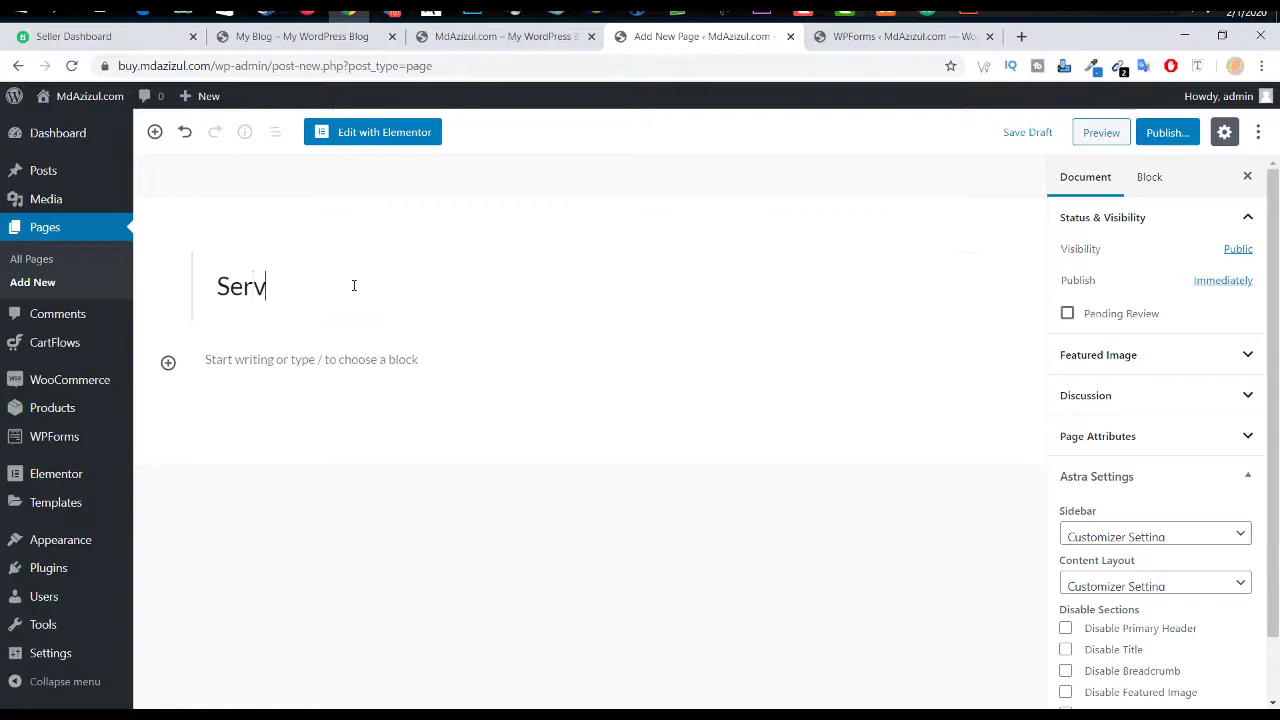 2/1/2020
Seller Dashboard
My Blog – My WordPress Blog
MdAzizul.com – My WordPress
Add New Page ‹ MdAzizul.com -
WPForms ‹ MdAzizul.com —
buy.mdazizul.com/wp-admin/post-new.php?post_type=page
MdAzizul.com 0 New
Howdy, admin
Edit with Elementor
Save Draft
Preview
Publish...
Dashboard
Posts
Media
Pages
All Pages
Add New
Comments
CartFlows
WooCommerce
Products
WPForms
Elementor
Templates
Appearance
Plugins
Users
Tools
Settings
Collapse menu
Serv
Start writing or type / to choose a block
Document
Block
Status & Visibility
Visibility
Public
Publish
Immediately
Pending Review
Featured Image
Discussion
Page Attributes
Astra Settings
Sidebar
Customizer Setting
Content Layout
Customizer Setting
Disable Sections
Disable Primary Header
Disable Title
Disable Breadcrumb
Disable Featured Image